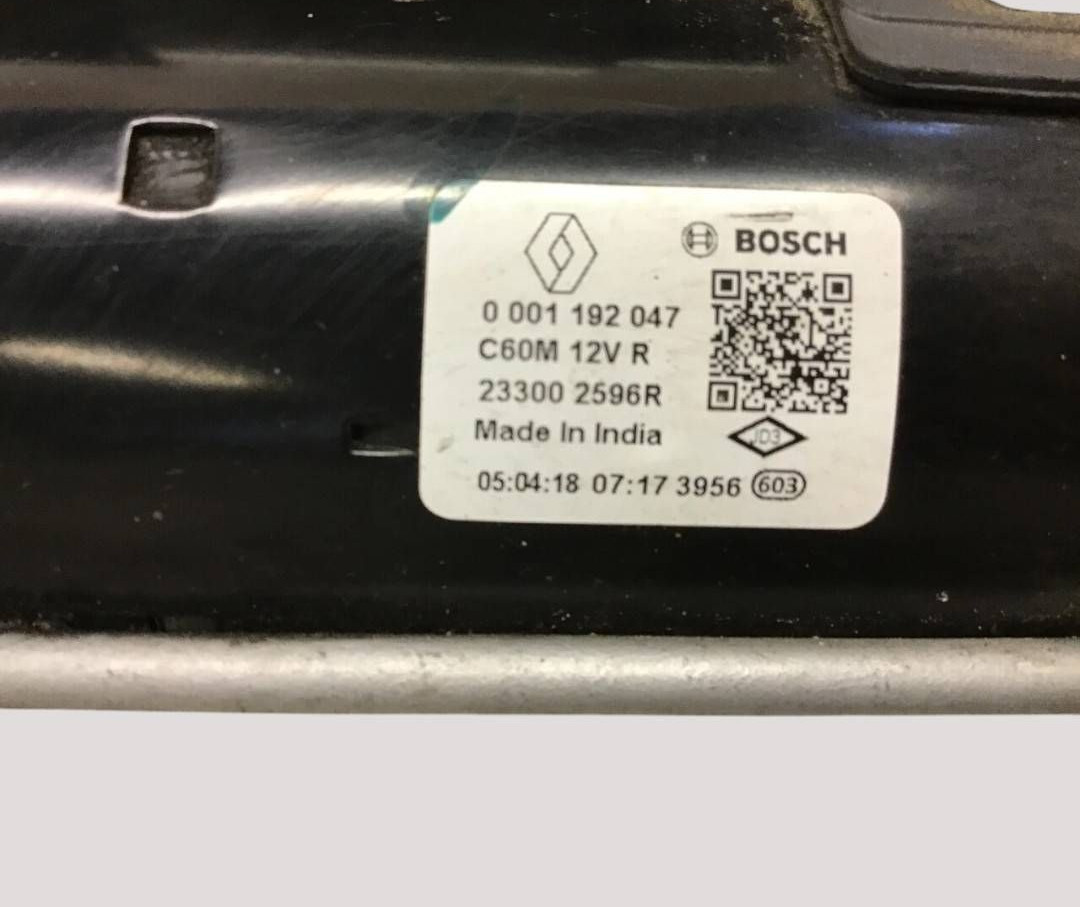 BOSCH
0 001 192 047
C60M 12V R
23300 2596R
Made In India
JD3
05:04:18 07:17 3956 603